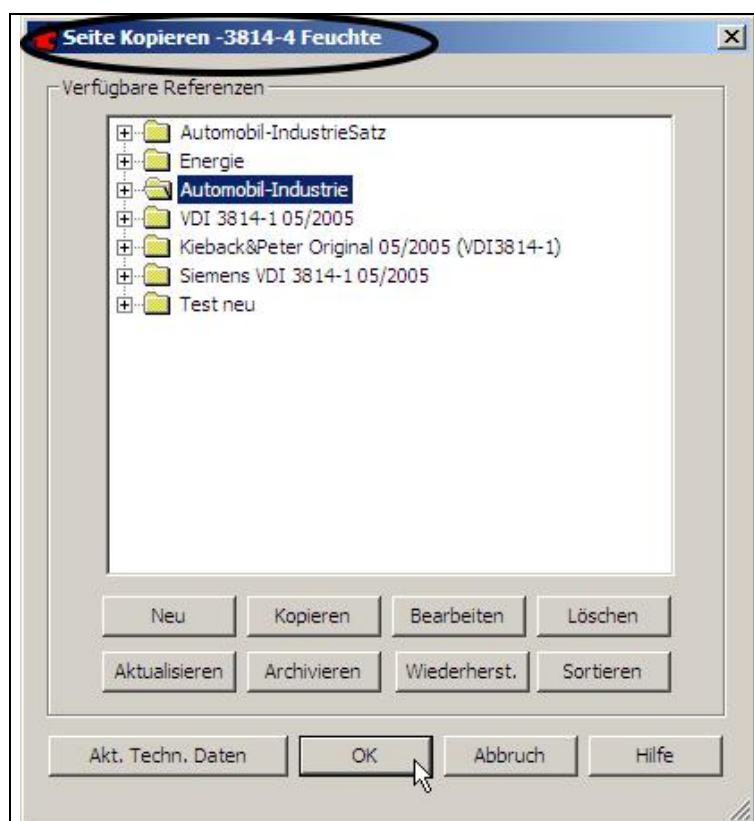 Seite Kopieren -3814-4 Feuchte
Verfügbare Referenzen
Automobil-IndustrieSatz
Energie
Automobil-Industrie
VDI 3814-1 05/2005
Kieback&Peter Original 05/2005 (VDI3814-1)
Siemens VDI 3814-1 05/2005
Test neu
Neu Kopieren Bearbeiten Löschen
Aktualisieren Archivieren Wiederherst. Sortieren
Akt. Techn. Daten OK Abbruch Hilfe